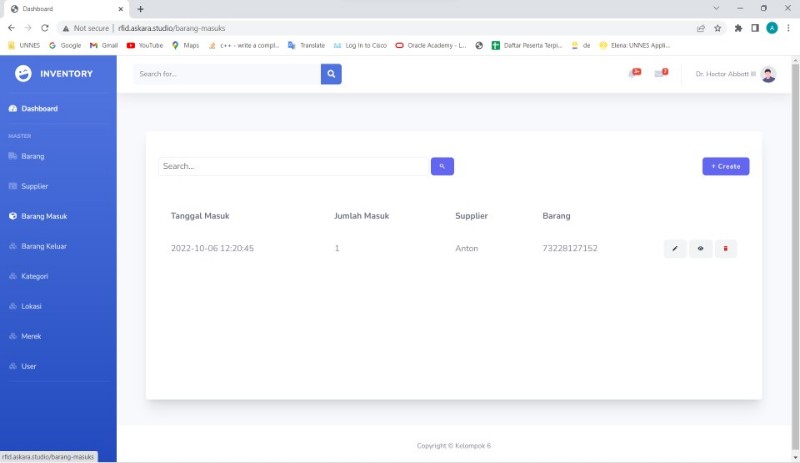 Dashboard
Not secure | rfid.askara.studio/barang-masuks
UNNES Google Gmail YouTube Maps c++ - write a compl... Translate Log In to Cisco Oracle Academy - L... Daftar Peserta Terpi... de Elena: UNNES Appli...
INVENTORY
Search for...
3+
7
Dr. Hector Abbott III
Dashboard
MASTER
Barang
Supplier
Barang Masuk
Barang Keluar
Kategori
Lokasi
Merek
User
Search...
+ Create
Tanggal Masuk Jumlah Masuk Supplier Barang
2022-10-06 12:20:45 1 Anton 73228127152
Copyright © Kelompok 6
rfid.askara.studio/barang-masuks